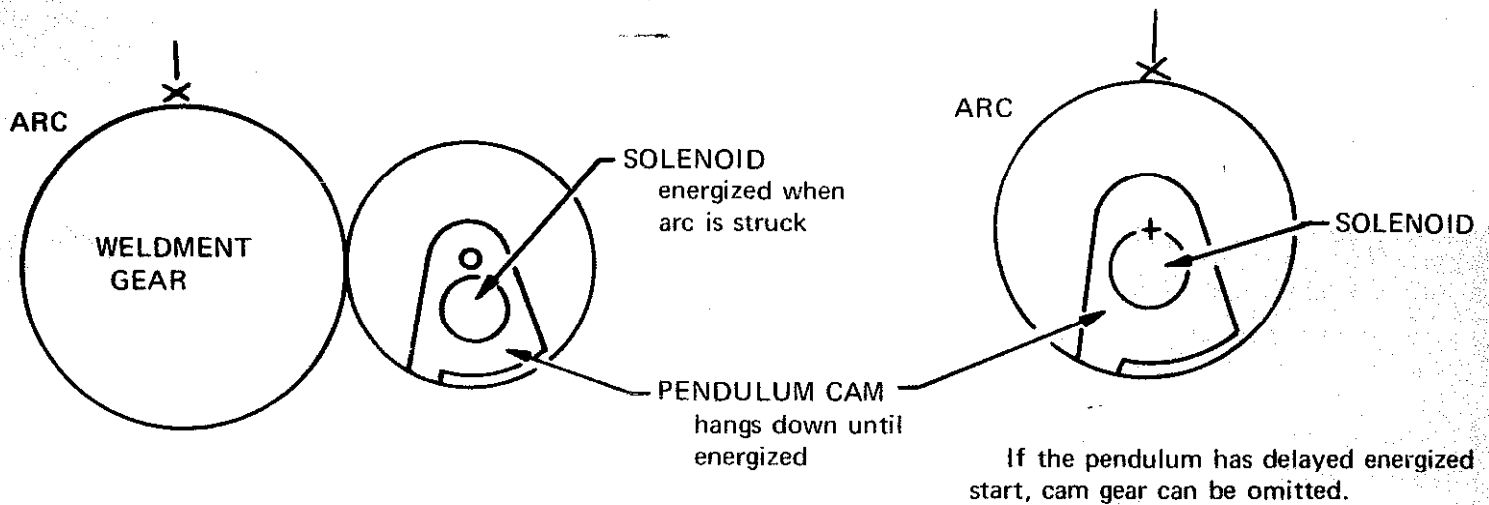 ARC
WELDMENT
GEAR
SOLENOID
energized when
arc is struck
PENDULUM CAM
hangs down until
energized
ARC
SOLENOID
If the pendulum has delayed energized
start, cam gear can be omitted.